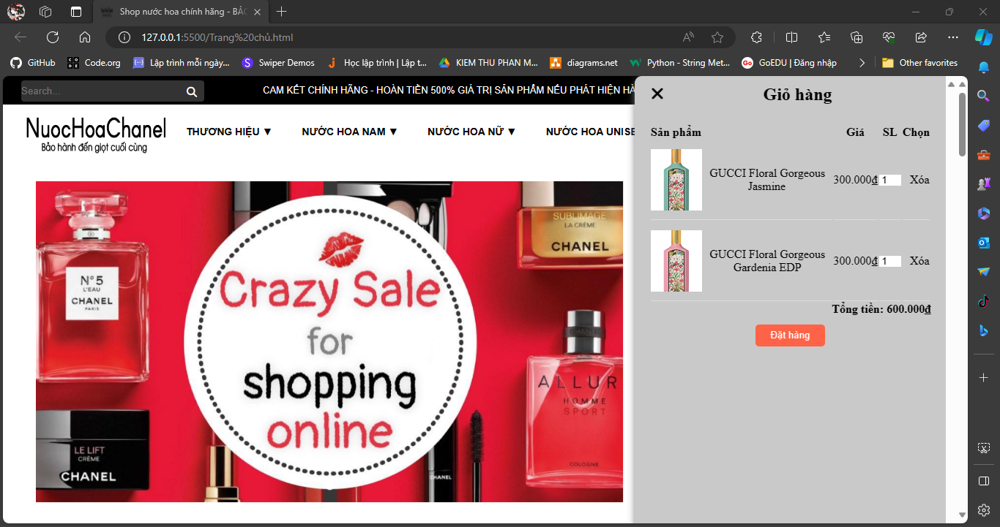 Shop nước hoa chính hãng - BẢC
127.0.0.1:5500/Trang%20chủ.html
GitHub
Code.org
Lập trình mỗi ngày...
Swiper Demos
Học lập trình | Lập t...
KIEM THU PHAN M...
diagrams.net
Python - String Met...
GoEDU | Đăng nhập
Other favorites
Search...
CAM KẾT CHÍNH HÃNG - HOÀN TIỀN 500% GIÁ TRỊ SẢN PHẨM NẾU PHÁT HIỆN HÀ
NuocHoaChanel
Bảo hành đến giọt cuối cùng
THƯƠNG HIỆU ▼
NƯỚC HOA NAM ▼
NƯỚC HOA NỮ ▼
NƯỚC HOA UNISE
N°5
L'EAU
CHANEL
PARIS
LE LIFT
CRÈME
CHANEL
Crazy Sale
for
shopping
online
SUBLIMAGE
LA CRÈME
CHANEL
CHANEL
ALLUR
HOMME
SPORT
COLOGNE
CHANEL
Giỏ hàng
Sản phẩm Giá SL Chọn
GUCCI Floral Gorgeous
Jasmine
300.000đ 1 Xóa
GUCCI Floral Gorgeous
Gardenia EDP
300.000đ 1 Xóa
Tổng tiền: 600.000đ
Đặt hàng